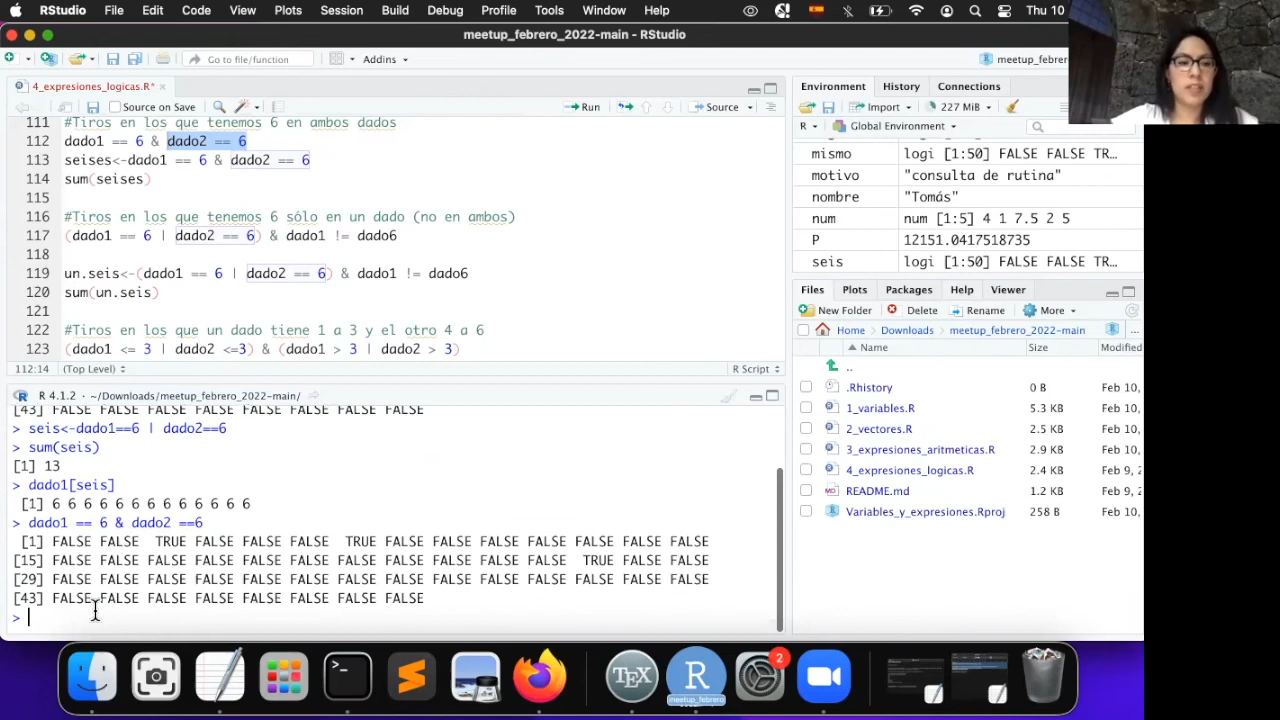 RStudio File Edit Code View Plots Session Build Debug Profile Tools Window Help Thu 10
meetup_febrero_2022-main - RStudio
Go to file/function Addins
4_expresiones_logicas.R*
Source on Save Run Source
111 #Tiros en los que tenemos 6 en ambos dados
112 dado1 == 6 & dado2 == 6
113 seises<-dado1 == 6 & dado2 == 6
114 sum(seises)
115
116 #Tiros en los que tenemos 6 sólo en un dado (no en ambos)
117 (dado1 == 6 | dado2 == 6) & dado1 != dado6
118
119 un.seis<-(dado1 == 6 | dado2 == 6) & dado1 != dado6
120 sum(un.seis)
121
122 #Tiros en los que un dado tiene 1 a 3 y el otro 4 a 6
123 (dado1 <= 3 | dado2 <=3) & (dado1 > 3 | dado2 > 3)
112:14 (Top Level) R Script
R 4.1.2 · ~/Downloads/meetup_febrero_2022-main/
[43] FALSE FALSE FALSE FALSE FALSE FALSE FALSE FALSE
> seis<-dado1==6 | dado2==6
> sum(seis)
[1] 13
> dado1[seis]
[1] 6 6 6 6 6 6 6 6 6 6 6 6 6
> dado1 == 6 & dado2 ==6
[1] FALSE FALSE TRUE FALSE FALSE FALSE TRUE FALSE FALSE FALSE FALSE FALSE FALSE FALSE
[15] FALSE FALSE FALSE FALSE FALSE FALSE FALSE FALSE FALSE FALSE FALSE TRUE FALSE FALSE
[29] FALSE FALSE FALSE FALSE FALSE FALSE FALSE FALSE FALSE FALSE FALSE FALSE FALSE FALSE
[43] FALSE FALSE FALSE FALSE FALSE FALSE FALSE FALSE
>
meetup_febre
Environment History Connections
Import 227 MiB
R Global Environment
mismo logi [1:50] FALSE FALSE TR...
motivo "consulta de rutina"
nombre "Tomás"
num num [1:5] 4 1 7.5 2 5
P 12151.0417518735
seis logi [1:50] FALSE FALSE TR...
Files Plots Packages Help Viewer
New Folder Delete Rename More
Home Downloads meetup_febrero_2022-main ...
Name Size Modified
..
.Rhistory 0 B Feb 10,
1_variables.R 5.3 KB Feb 10,
2_vectores.R 2.5 KB Feb 10,
3_expresiones_aritmeticas.R 2.9 KB Feb 10,
4_expresiones_logicas.R 2.4 KB Feb 9,
README.md 1.2 KB Feb 9,
Variables_y_expresiones.Rproj 258 B Feb 10,
TEX
R
2
meetup_febrero